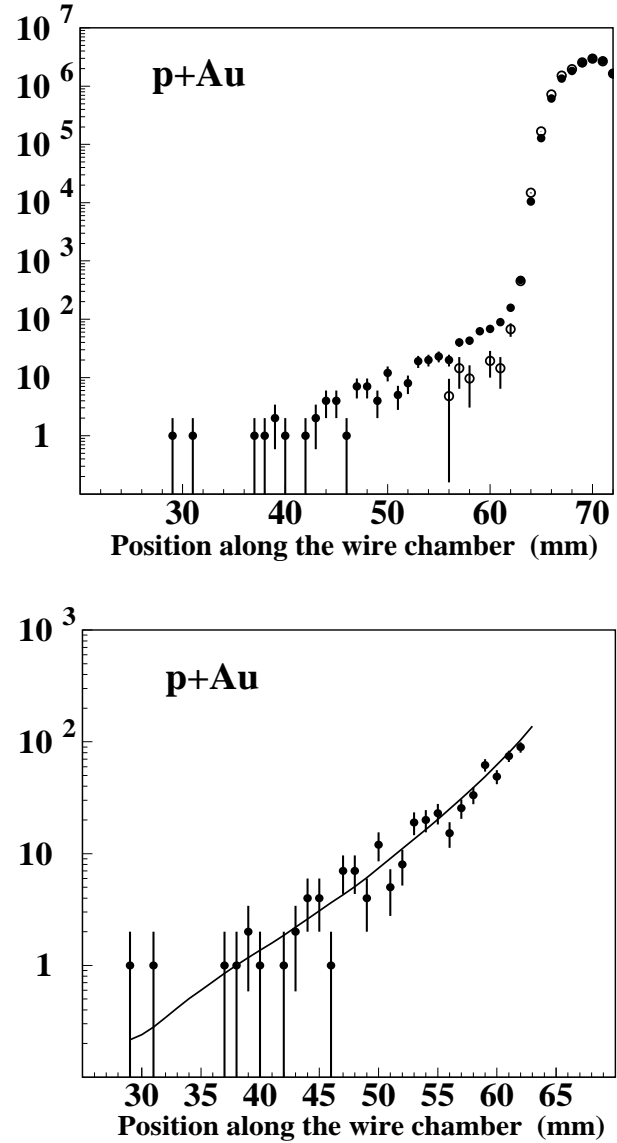 10^7
p+Au
10^6
10^5
10^4
10^3
10^2
10
1
30 40 50 60 70
Position along the wire chamber (mm)
10^3
p+Au
10^2
10
1
30 35 40 45 50 55 60 65
Position along the wire chamber (mm)